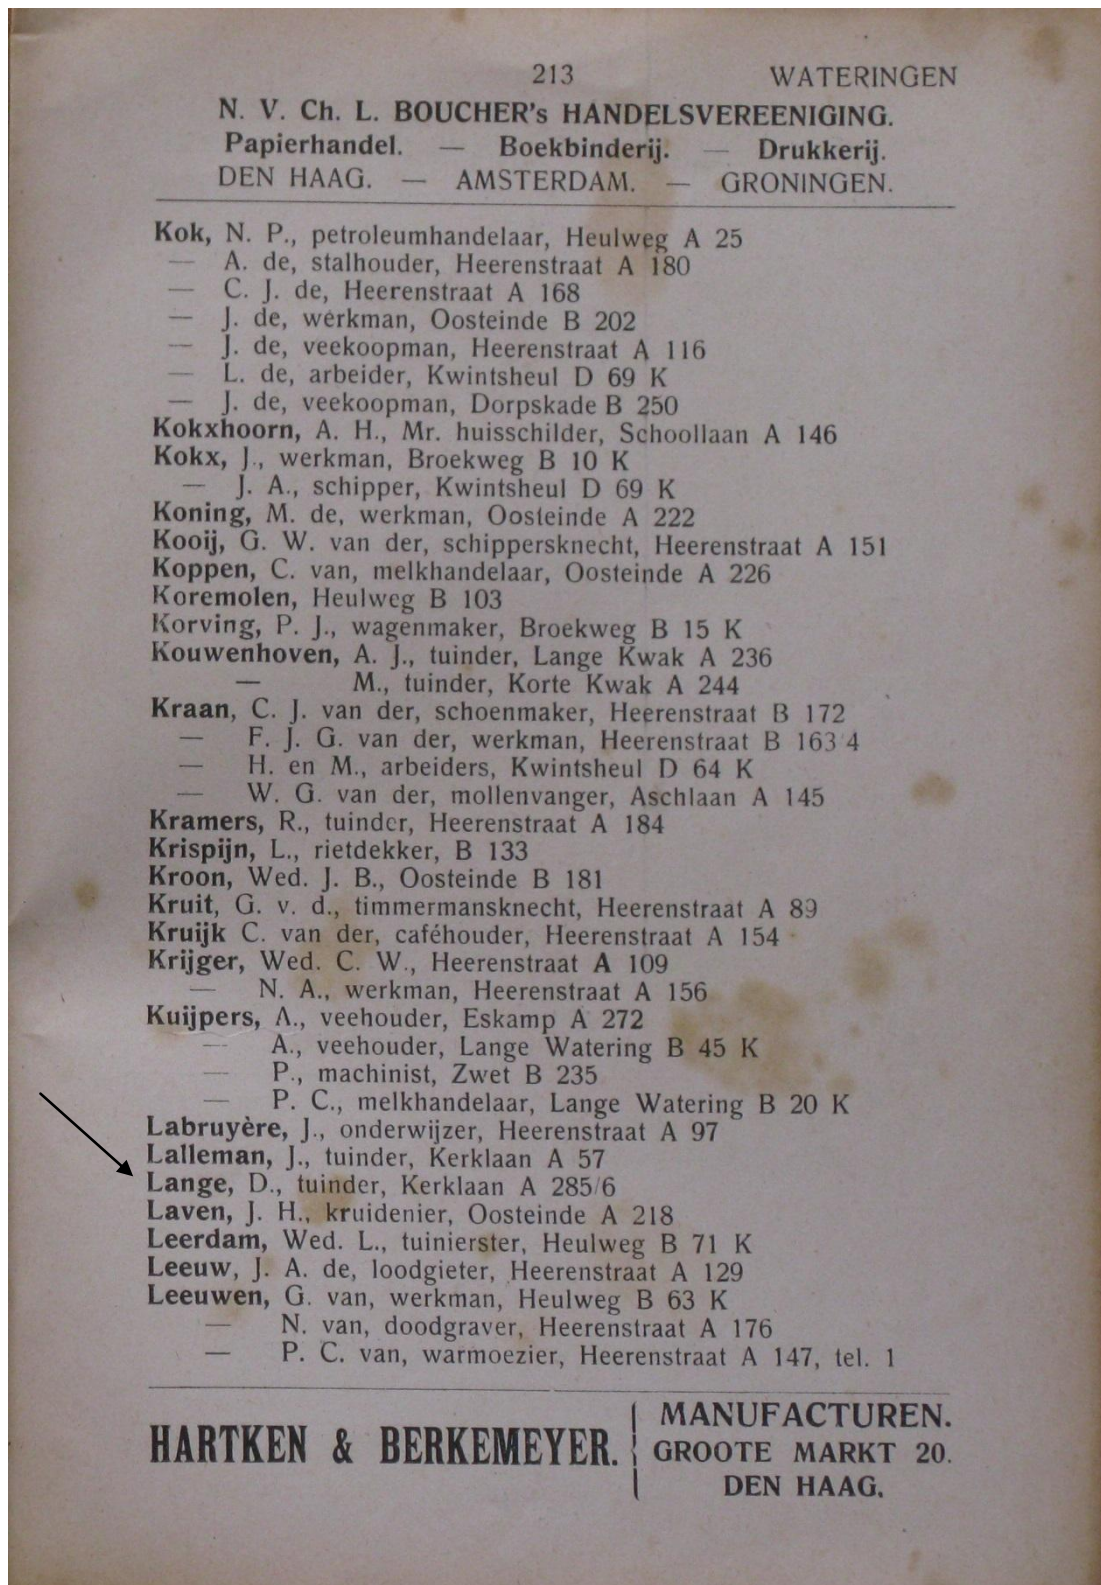 213 WATERINGEN
N. V. Ch. L. BOUCHER's HANDELSVEREENIGING.
Papierhandel. — Boekbinderij. — Drukkerij.
DEN HAAG. — AMSTERDAM. — GRONINGEN.
Kok, N. P., petroleumhandelaar, Heulweg A 25
— A. de, stalhouder, Heerenstraat A 180
— C. J. de, Heerenstraat A 168
— J. de, werkman, Oosteinde B 202
— J. de, veekoopman, Heerenstraat A 116
— L. de, arbeider, Kwintsheul D 69 K
— J. de, veekoopman, Dorpskade B 250
Kokxhoorn, A. H., Mr. huisschilder, Schoollaan A 146
Kokx, J., werkman, Broekweg B 10 K
— J. A., schipper, Kwintsheul D 69 K
Koning, M. de, werkman, Oosteinde A 222
Kooij, G. W. van der, schippersknecht, Heerenstraat A 151
Koppen, C. van, melkhandelaar, Oosteinde A 226
Koremolen, Heulweg B 103
Korving, P. J., wagenmaker, Broekweg B 15 K
Kouwenhoven, A. J., tuinder, Lange Kwak A 236
— M., tuinder, Korte Kwak A 244
Kraan, C. J. van der, schoenmaker, Heerenstraat B 172
— F. J. G. van der, werkman, Heerenstraat B 163/4
— H. en M., arbeiders, Kwintsheul D 64 K
— W. G. van der, mollenvanger, Aschlaan A 145
Kramers, R., tuinder, Heerenstraat A 184
Krispijn, L., rietdekker, B 133
Kroon, Wed. J. B., Oosteinde B 181
Kruit, G. v. d., timmermansknecht, Heerenstraat A 89
Kruijk C. van der, caféhouder, Heerenstraat A 154
Krijger, Wed. C. W., Heerenstraat A 109
— N. A., werkman, Heerenstraat A 156
Kuijpers, A., veehouder, Eskamp A 272
— A., veehouder, Lange Watering B 45 K
— P., machinist, Zwet B 235
— P. C., melkhandelaar, Lange Watering B 20 K
Labruyère, J., onderwijzer, Heerenstraat A 97
Lalleman, J., tuinder, Kerklaan A 57
Lange, D., tuinder, Kerklaan A 285/6
Laven, J. H., kruidenier, Oosteinde A 218
Leerdam, Wed. L., tuinierster, Heulweg B 71 K
Leeuw, J. A. de, loodgieter, Heerenstraat A 129
Leeuwen, G. van, werkman, Heulweg B 63 K
— N. van, doodgraver, Heerenstraat A 176
— P. C. van, warmoezier, Heerenstraat A 147, tel. 1
HARTKEN & BERKEMEYER.
MANUFACTUREN.
GROOTE MARKT 20.
DEN HAAG.